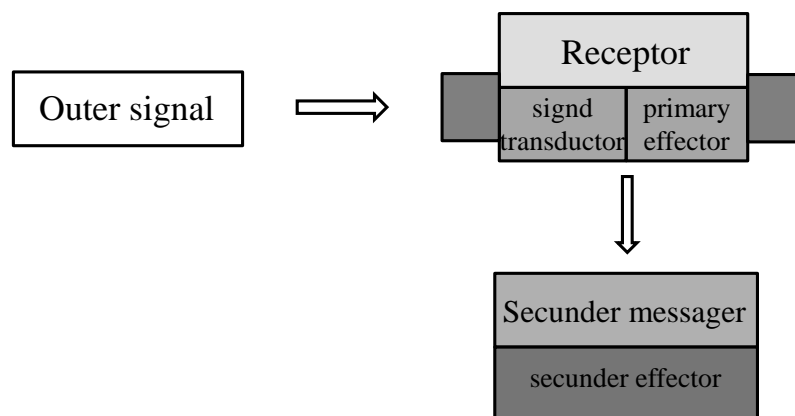 Outer signal
Receptor
signd
transductor
primary
effector
Secunder messager
secunder effector